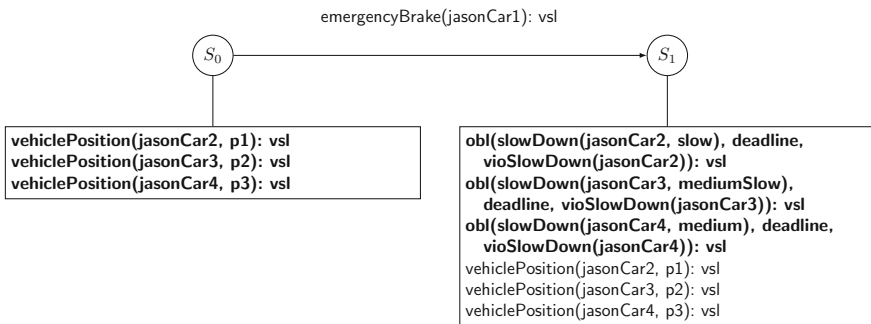 emergencyBrake(jasonCar1): vsl
S0
S1
vehiclePosition(jasonCar2, p1): vsl
vehiclePosition(jasonCar3, p2): vsl
vehiclePosition(jasonCar4, p3): vsl
obl(slowDown(jasonCar2, slow), deadline,
vioSlowDown(jasonCar2)): vsl
obl(slowDown(jasonCar3, mediumSlow),
deadline, vioSlowDown(jasonCar3)): vsl
obl(slowDown(jasonCar4, medium), deadline,
vioSlowDown(jasonCar4)): vsl
vehiclePosition(jasonCar2, p1): vsl
vehiclePosition(jasonCar3, p2): vsl
vehiclePosition(jasonCar4, p3): vsl